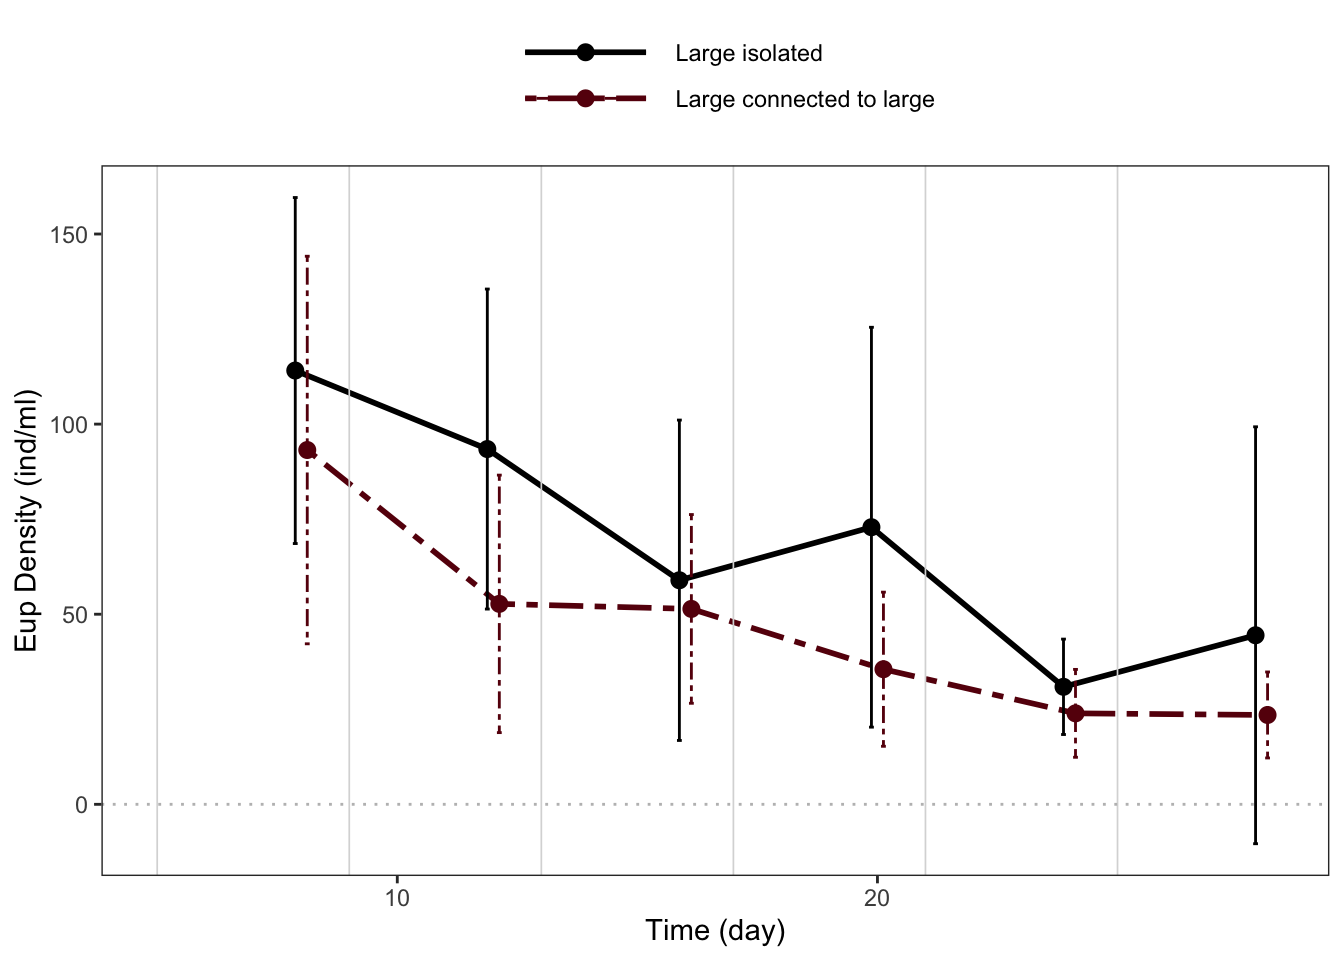 Large isolated
Large connected to large
150
100
50
0
Eup Density (ind/ml)
10 20
Time (day)